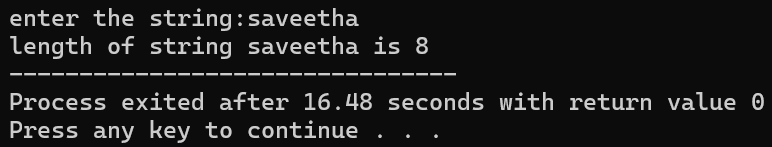 enter the string:saveetha
length of string saveetha is 8
--------------------------------
Process exited after 16.48 seconds with return value 0
Press any key to continue . . .